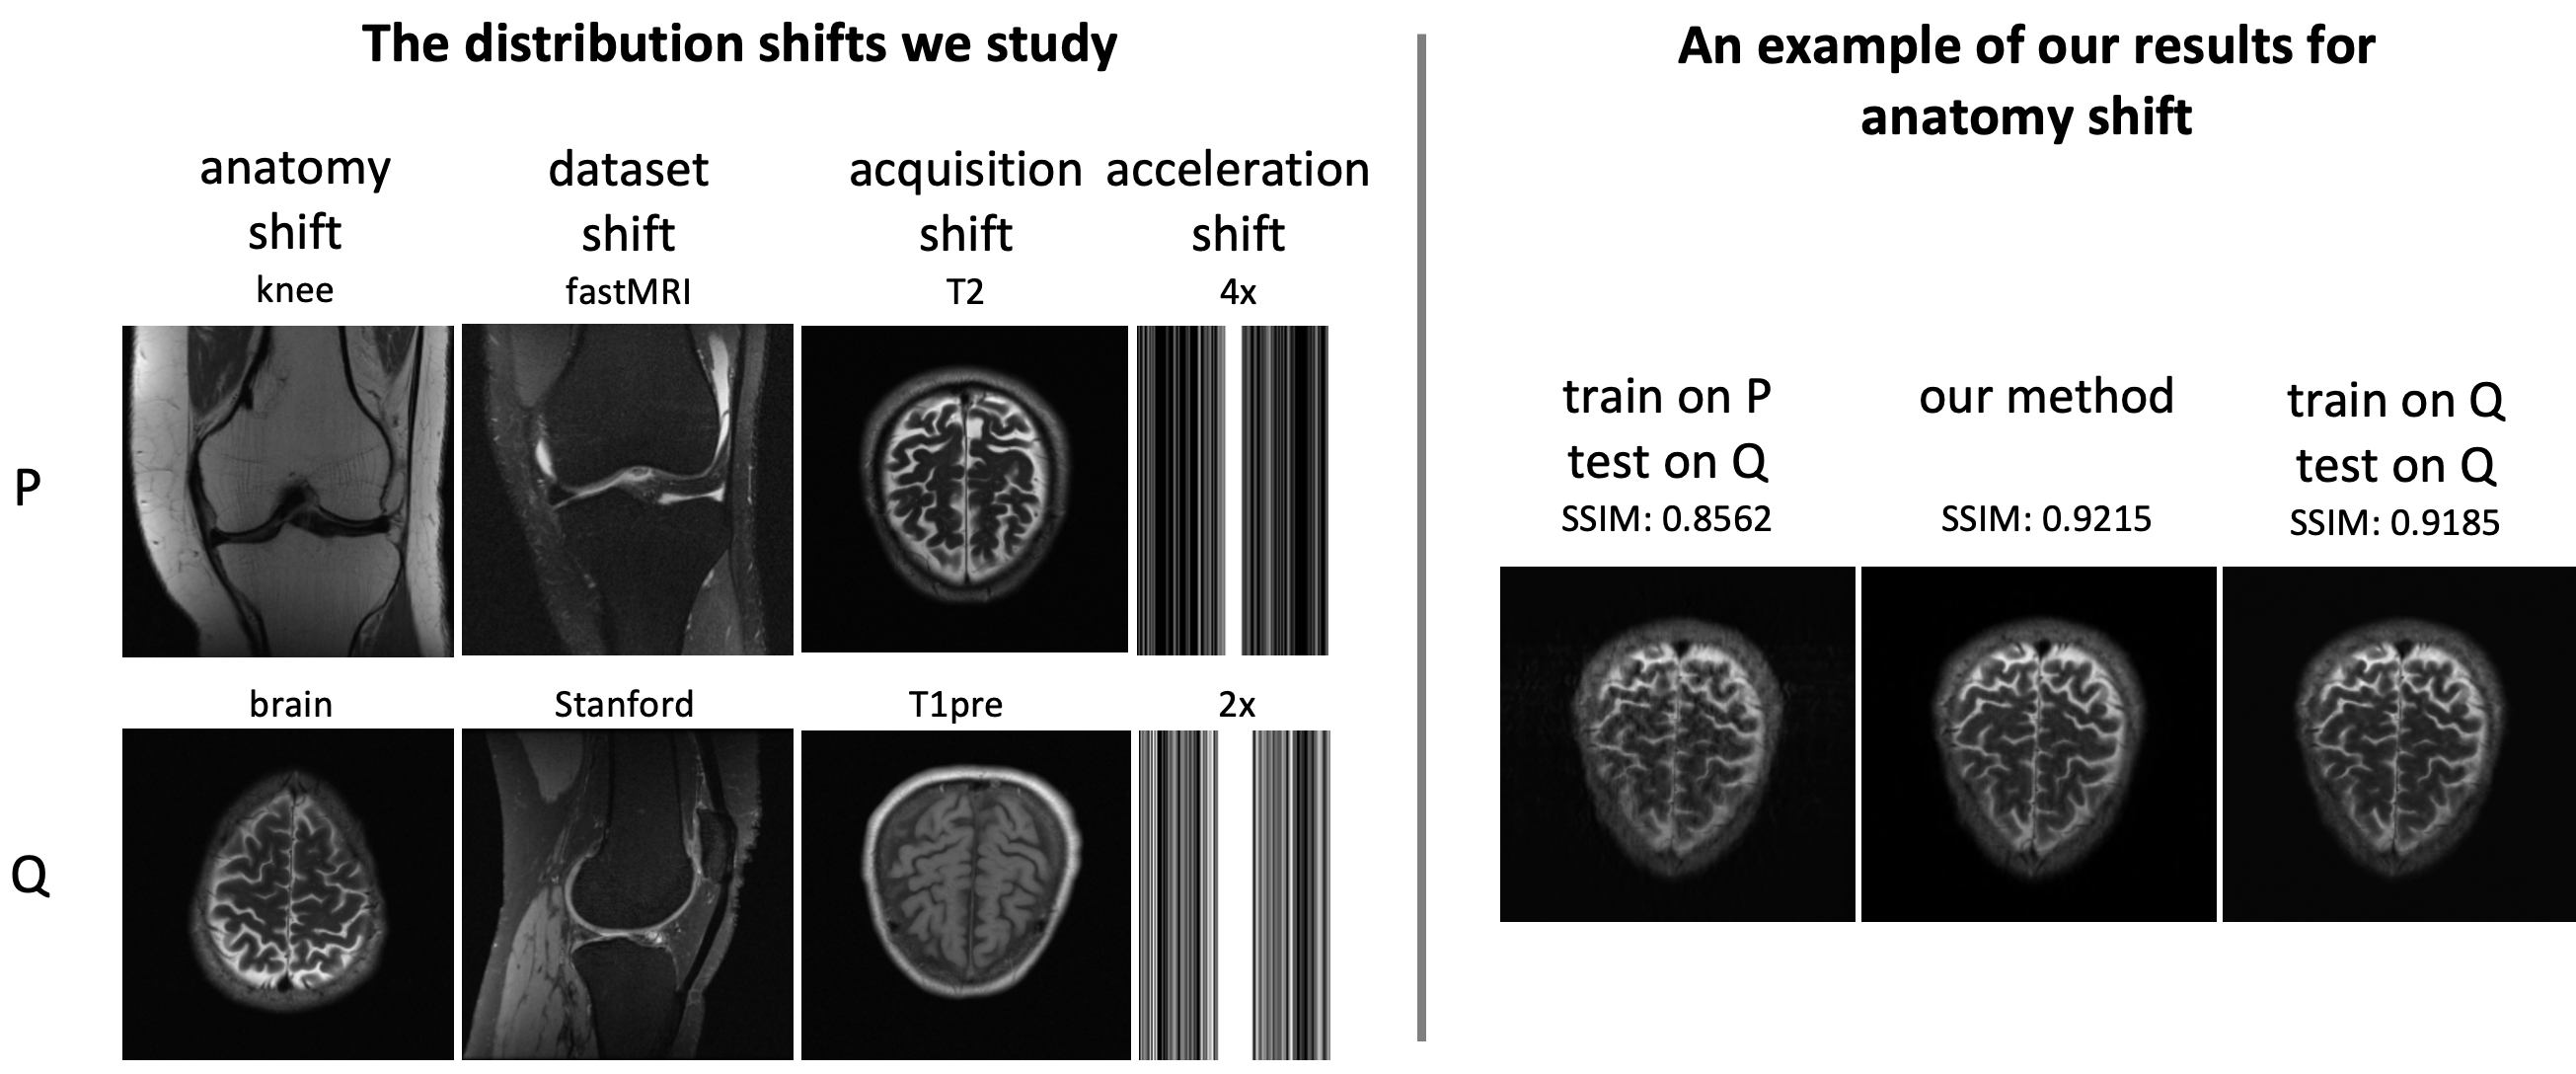 The distribution shifts we study
anatomy
shift
knee
dataset
shift
fastMRI
acquisition
shift
T2
acceleration
shift
4x
P
brain
Stanford
T1pre
2x
Q
An example of our results for
anatomy shift
train on P
test on Q
SSIM: 0.8562
our method
SSIM: 0.9215
train on Q
test on Q
SSIM: 0.9185